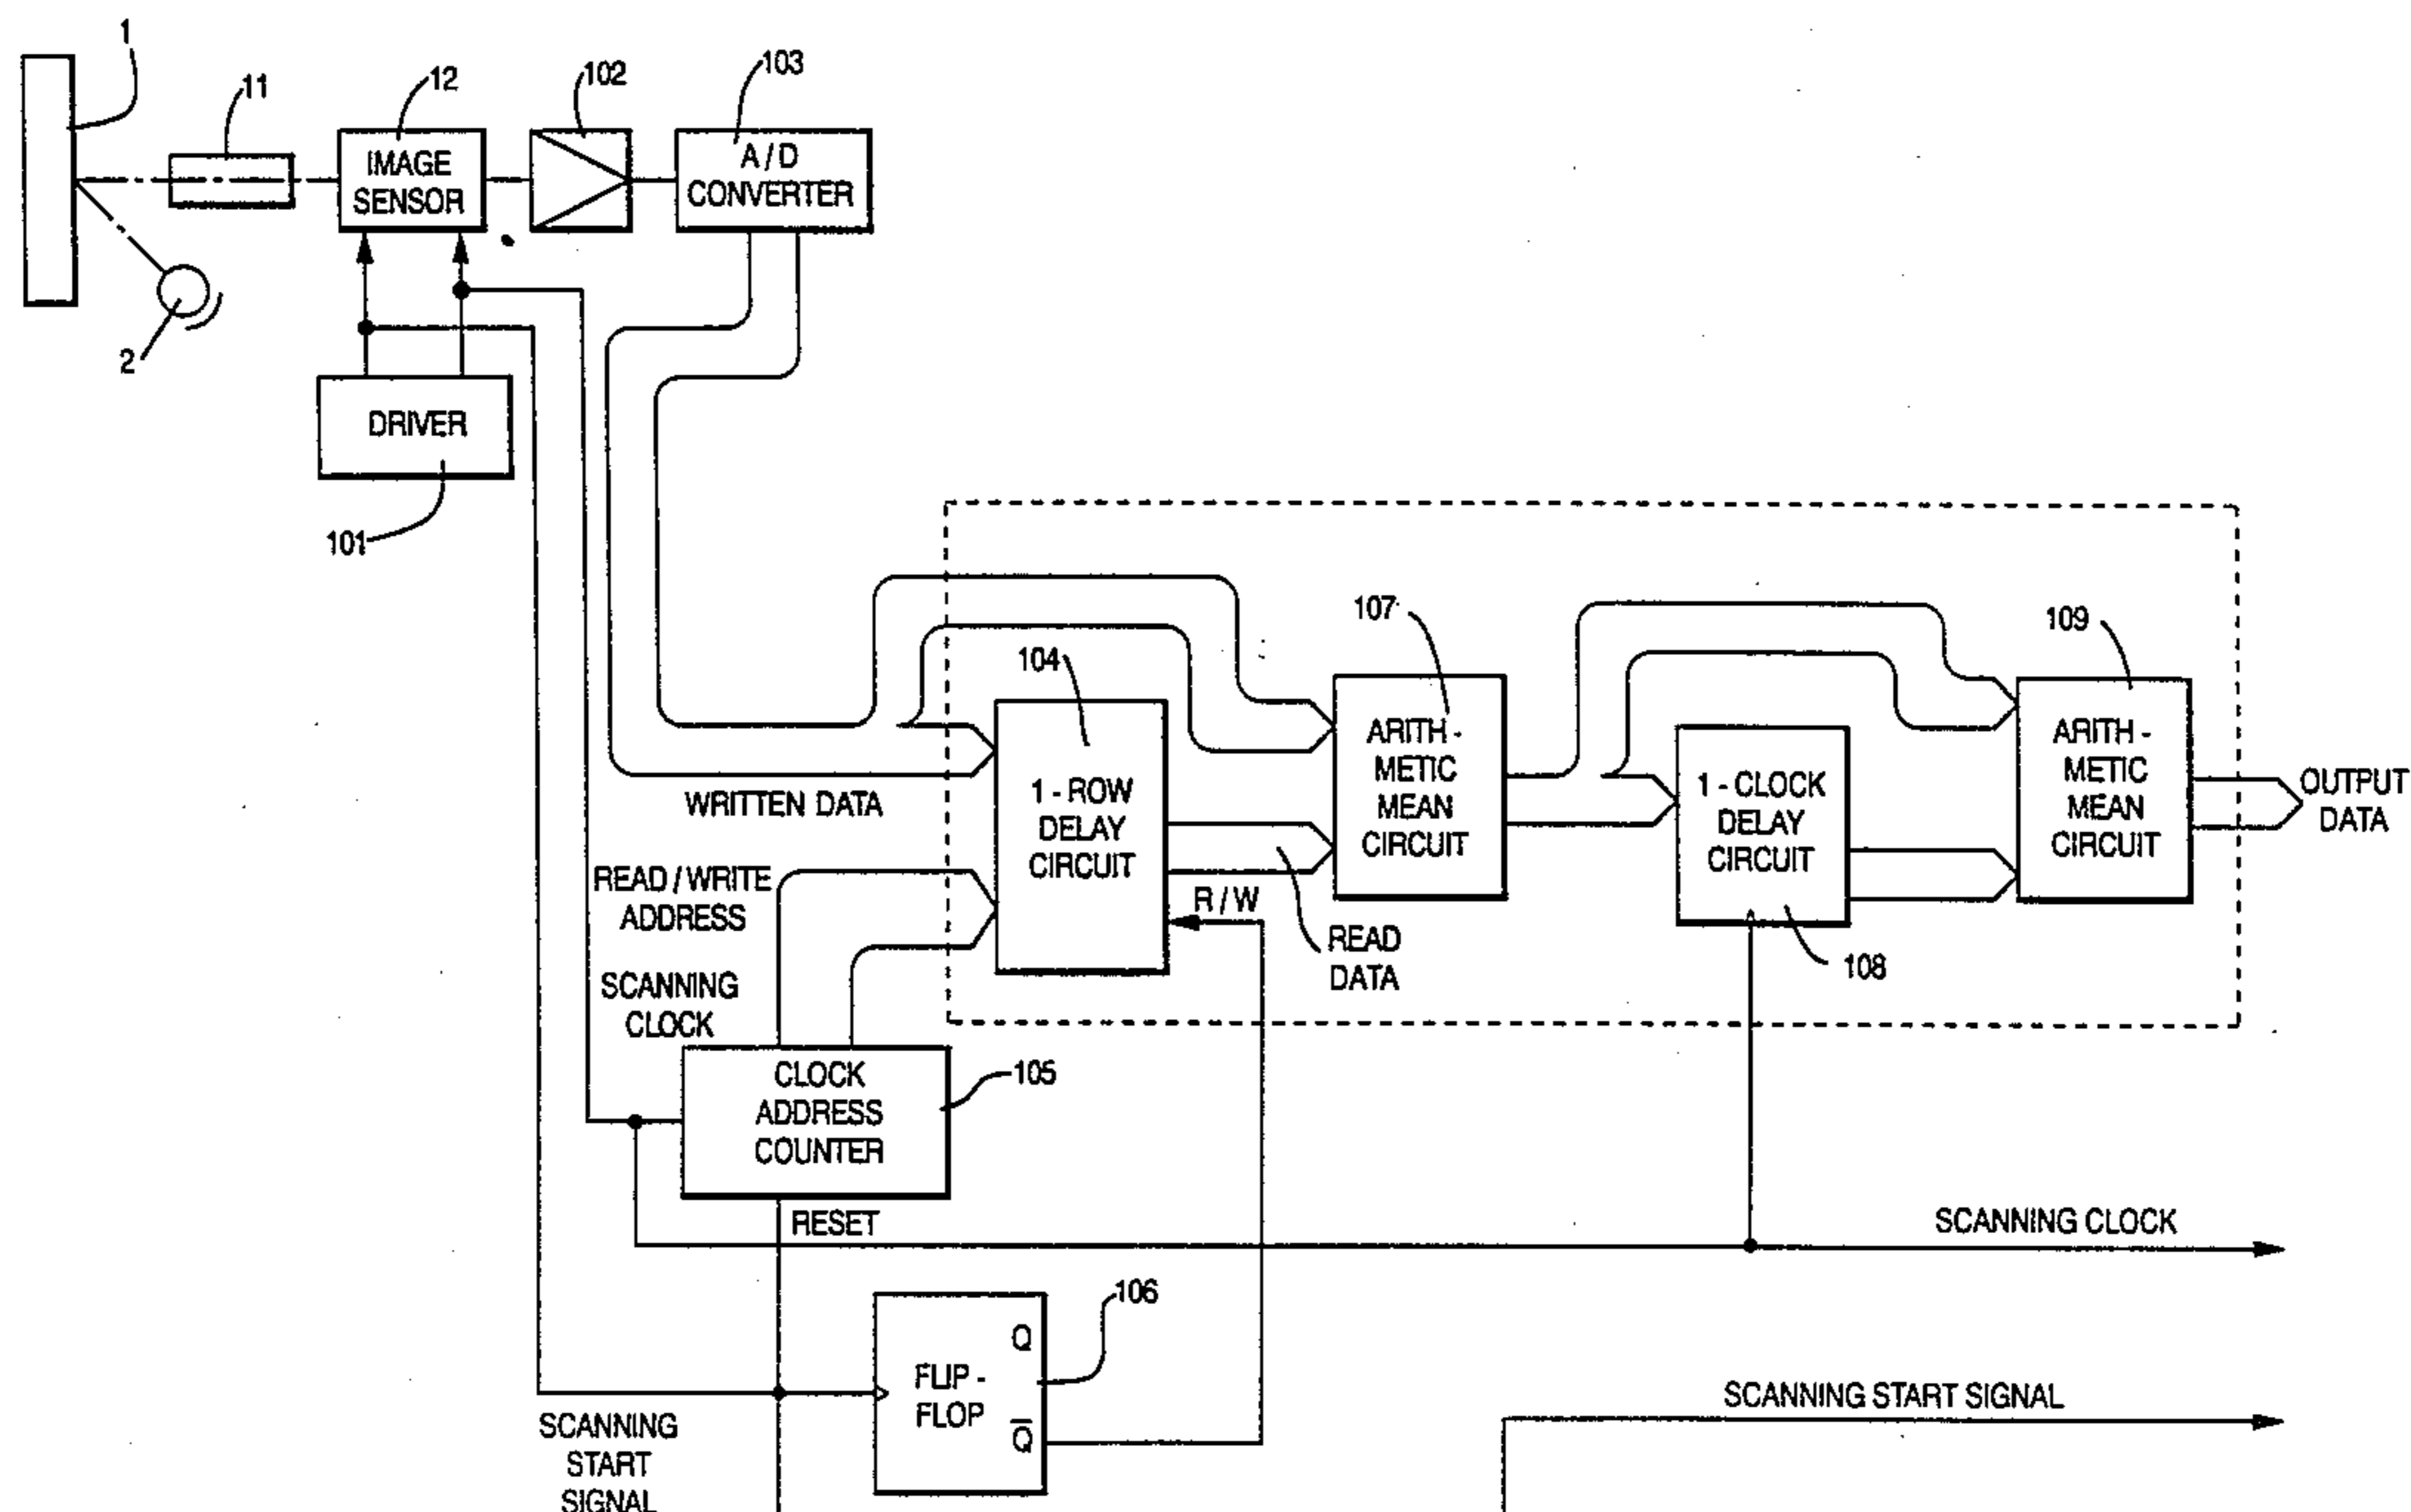 1
11
12
102
103
IMAGE
SENSOR
A / D
CONVERTER
2
DRIVER
101
104
107
109
WRITTEN DATA
1 - ROW
DELAY
CIRCUIT
ARITH -
METIC
MEAN
CIRCUIT
1 - CLOCK
DELAY
CIRCUIT
ARITH -
METIC
MEAN
CIRCUIT
OUTPUT
DATA
READ / WRITE
ADDRESS
R / W
READ
DATA
108
SCANNING
CLOCK
CLOCK
ADDRESS
COUNTER
105
RESET
SCANNING CLOCK
106
Q
FLIP -
FLOP
Q̅
SCANNING START SIGNAL
SCANNING
START
SIGNAL